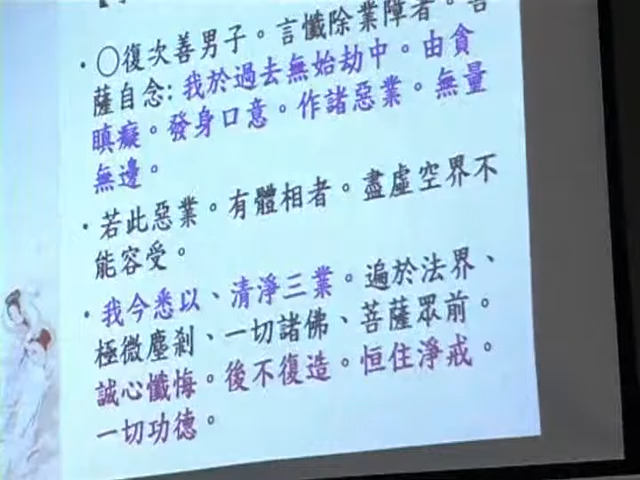 · ○復次善男子。言懺除業障者。菩
薩自念:我於過去無始劫中。由貪
瞋癡。發身口意。作諸惡業。無量
無邊。
· 若此惡業。有體相者。盡虛空界不
能容受。
· 我今悉以、清淨三業。遍於法界、
極微塵剎、一切諸佛、菩薩眾前。
誠心懺悔。後不復造。恒住淨戒。
一切功德。